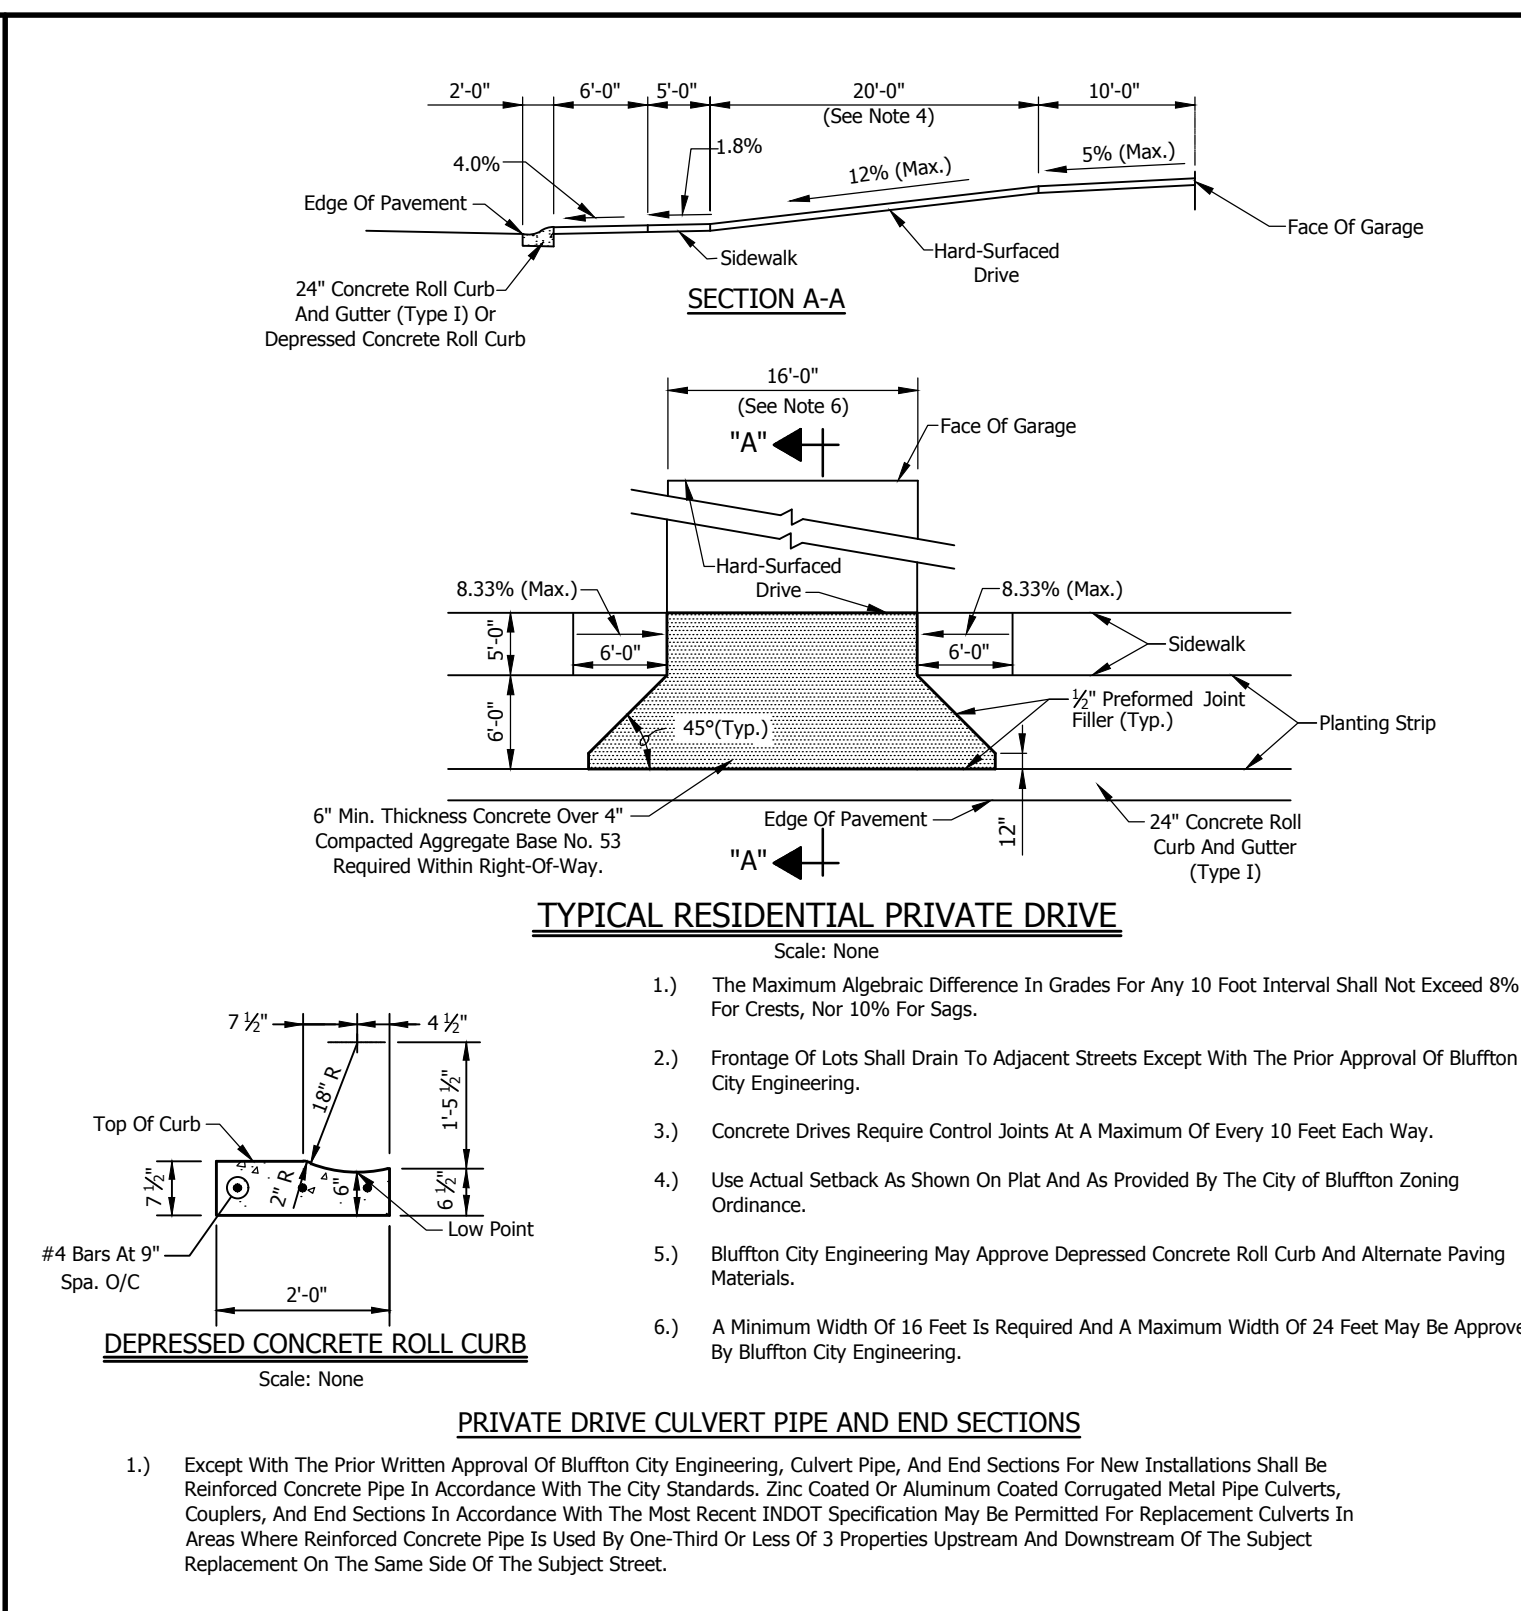 2'-0" 6'-0" 5'-0" 20'-0" 10'-0"
(See Note 4)
4.0% 1.8% 12% (Max.) 5% (Max.)
Edge Of Pavement
Face Of Garage
Sidewalk
Hard-Surfaced
Drive
24" Concrete Roll Curb
And Gutter (Type I) Or
Depressed Concrete Roll Curb
SECTION A-A
16'-0"
(See Note 6)
"A"
Face Of Garage
Hard-Surfaced
Drive
8.33% (Max.) 8.33% (Max.)
5'-0" 6'-0" 6'-0"
Sidewalk
6'-0"
45°(Typ.)
½" Preformed Joint
Filler (Typ.)
Planting Strip
6" Min. Thickness Concrete Over 4"
Compacted Aggregate Base No. 53
Required Within Right-Of-Way.
Edge Of Pavement
12"
24" Concrete Roll
Curb And Gutter
(Type I)
"A"
TYPICAL RESIDENTIAL PRIVATE DRIVE
Scale: None
1.) The Maximum Algebraic Difference In Grades For Any 10 Foot Interval Shall Not Exceed 8%
For Crests, Nor 10% For Sags.
2.) Frontage Of Lots Shall Drain To Adjacent Streets Except With The Prior Approval Of Bluffton
City Engineering.
3.) Concrete Drives Require Control Joints At A Maximum Of Every 10 Feet Each Way.
4.) Use Actual Setback As Shown On Plat And As Provided By The City of Bluffton Zoning
Ordinance.
5.) Bluffton City Engineering May Approve Depressed Concrete Roll Curb And Alternate Paving
Materials.
6.) A Minimum Width Of 16 Feet Is Required And A Maximum Width Of 24 Feet May Be Approve
By Bluffton City Engineering.
7 ½" 4 ½"
18" R
1'-5 ½"
Top Of Curb
7 ½"
2" R
6"
6 ½"
Low Point
#4 Bars At 9"
Spa. O/C
2'-0"
DEPRESSED CONCRETE ROLL CURB
Scale: None
PRIVATE DRIVE CULVERT PIPE AND END SECTIONS
1.) Except With The Prior Written Approval Of Bluffton City Engineering, Culvert Pipe, And End Sections For New Installations Shall Be
Reinforced Concrete Pipe In Accordance With The City Standards. Zinc Coated Or Aluminum Coated Corrugated Metal Pipe Culverts,
Couplers, And End Sections In Accordance With The Most Recent INDOT Specification May Be Permitted For Replacement Culverts In
Areas Where Reinforced Concrete Pipe Is Used By One-Third Or Less Of 3 Properties Upstream And Downstream Of The Subject
Replacement On The Same Side Of The Subject Street.